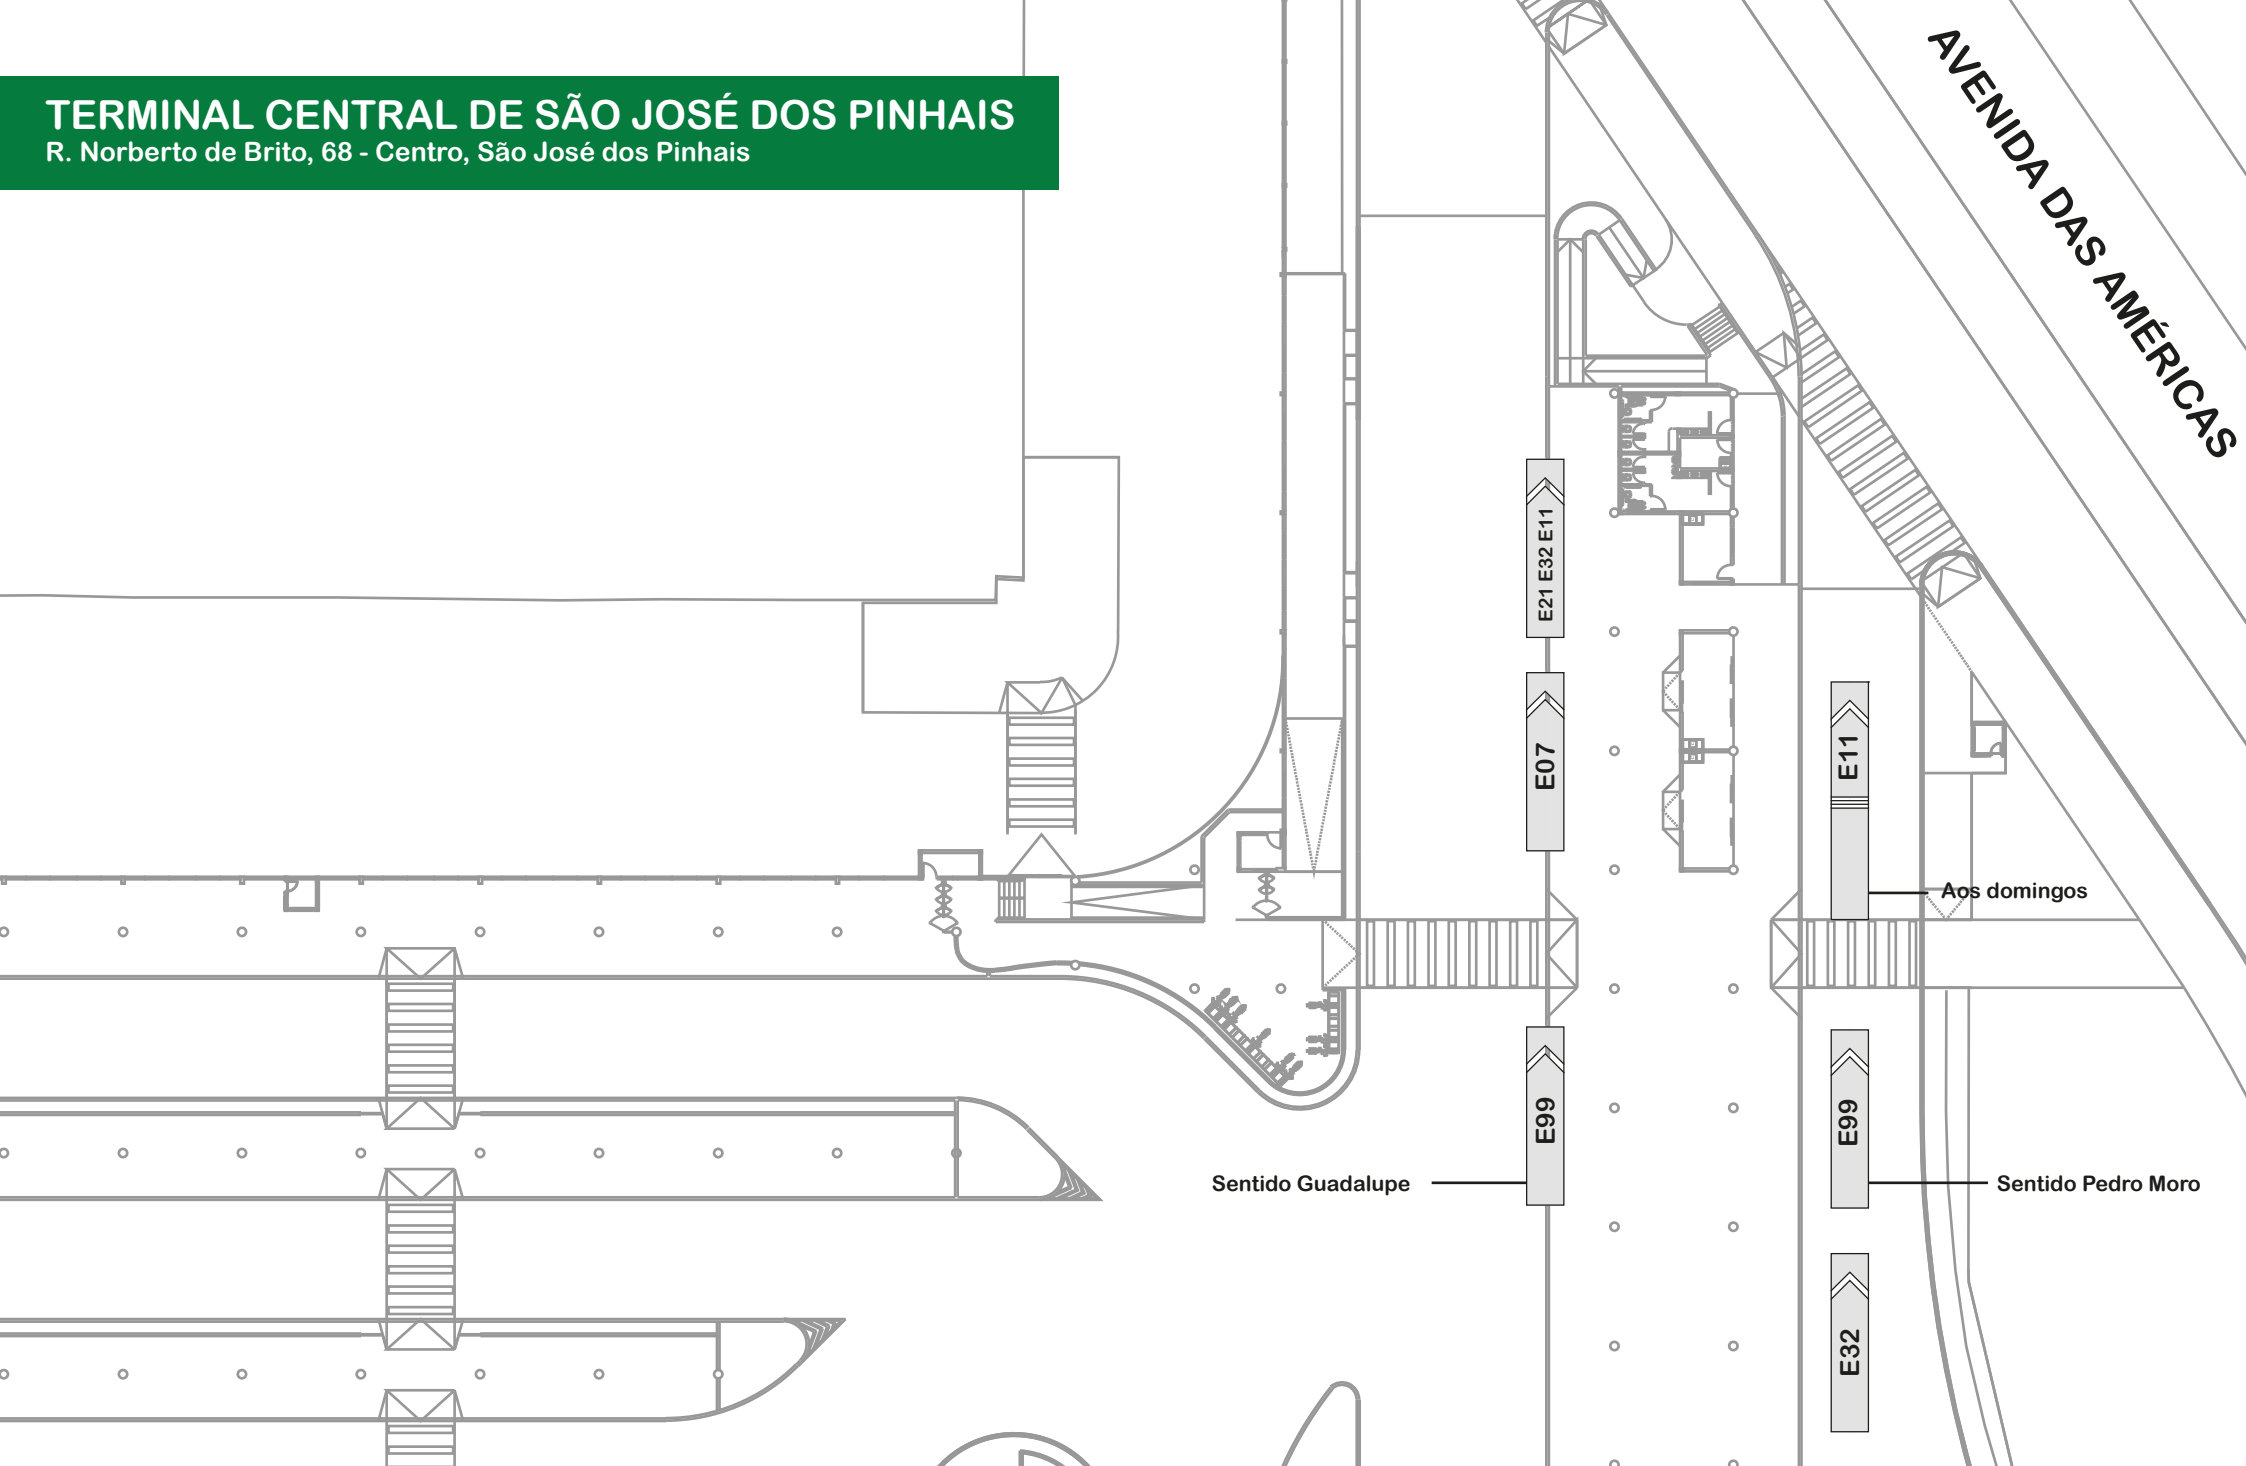 TERMINAL CENTRAL DE SÃO JOSÉ DOS PINHAIS
R. Norberto de Brito, 68 - Centro, São José dos Pinhais
AVENIDA DAS AMÉRICAS
E21 E32 E11
E07
E11
Aos domingos
E99
E99
Sentido Guadalupe
Sentido Pedro Moro
E32